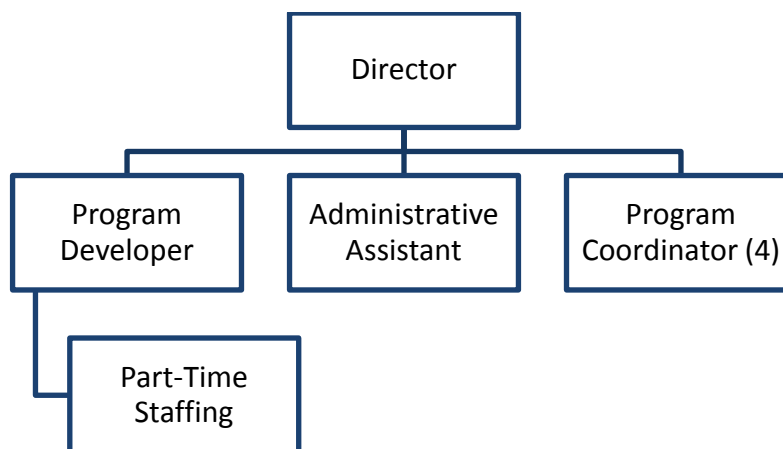 Director
Program
Developer
Administrative
Assistant
Program
Coordinator (4)
Part-Time
Staffing